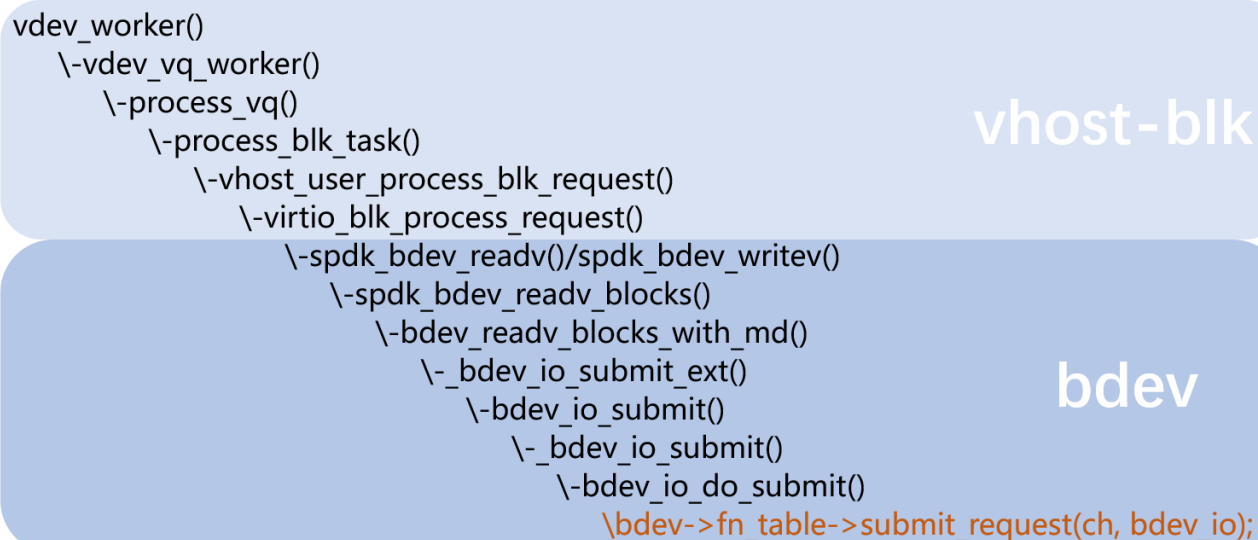 vdev_worker()
\-vdev_vq_worker()
\-process_vq()
\-process_blk_task()
\-vhost_user_process_blk_request()
\-virtio_blk_process_request()
vhost-blk
\-spdk_bdev_readv()/spdk_bdev_writev()
\-spdk_bdev_readv_blocks()
\-bdev_readv_blocks_with_md()
\-_bdev_io_submit_ext()
\-bdev_io_submit()
\-_bdev_io_submit()
\-bdev_io_do_submit()
\bdev->fn_table->submit_request(ch, bdev_io);
bdev